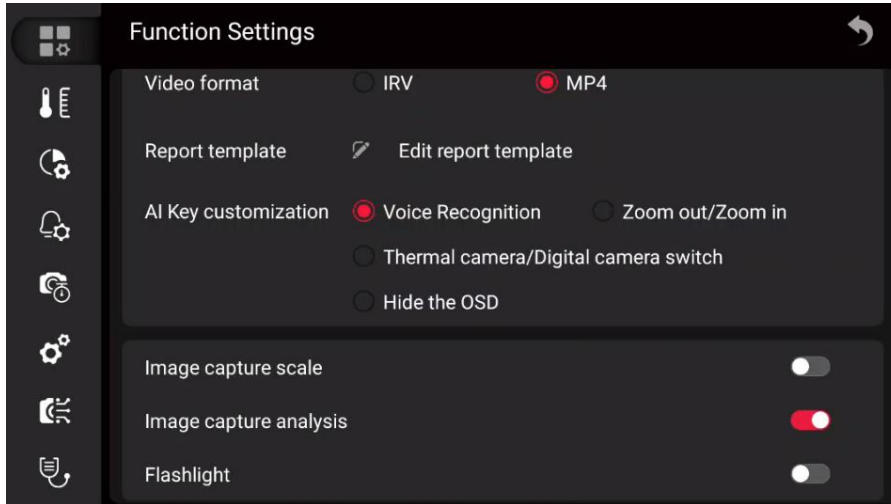 Function Settings
Video format IRV MP4
Report template Edit report template
AI Key customization Voice Recognition Zoom out/Zoom in
Thermal camera/Digital camera switch
Hide the OSD
Image capture scale
Image capture analysis
Flashlight